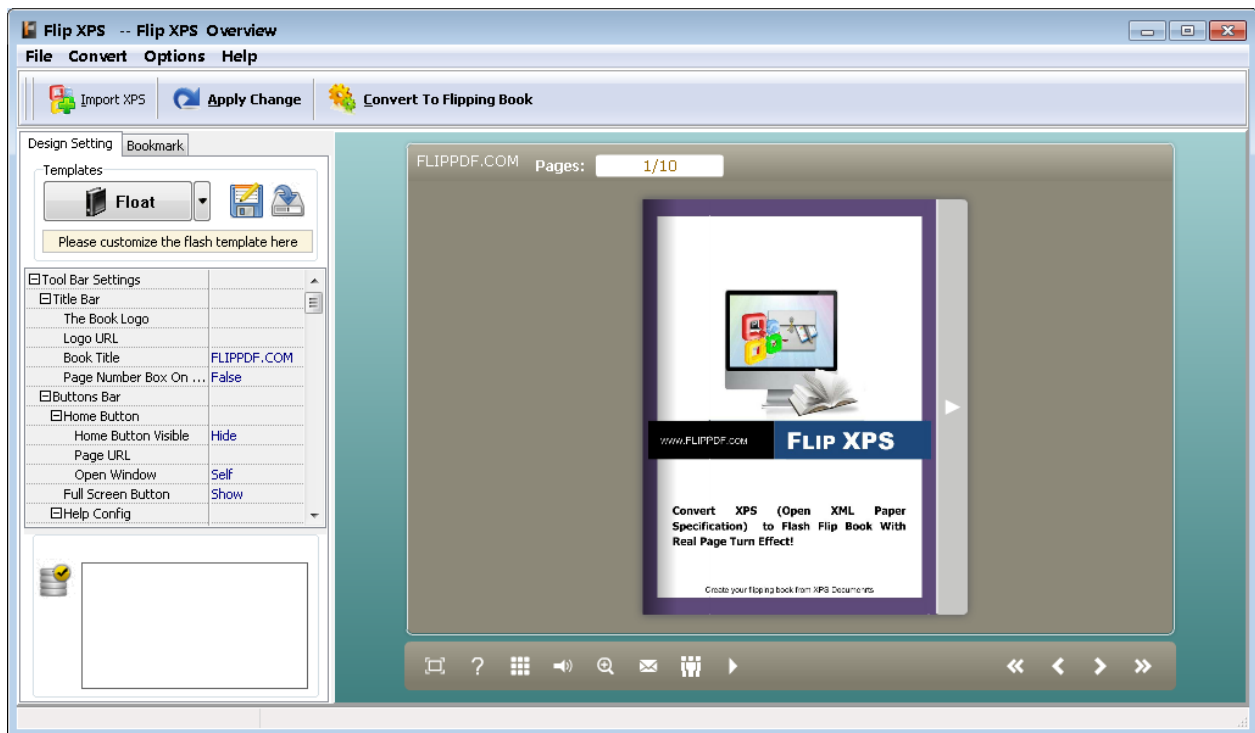 Flip XPS -- Flip XPS Overview
File Convert Options Help
Import XPS Apply Change Convert To Flipping Book
Design Setting Bookmark
Templates
Float
Please customize the flash template here
Tool Bar Settings
Title Bar
The Book Logo
Logo URL
Book Title FLIPPDF.COM
Page Number Box On ... False
Buttons Bar
Home Button
Home Button Visible Hide
Page URL
Open Window Self
Full Screen Button Show
Help Config
FLIPPDF.COM Pages: 1/10
www.FLIPPDF.com FLIP XPS
Convert XPS (Open XML Paper
Specification) to Flash Flip Book With
Real Page Turn Effect!
Create your flipping book from XPS Documents